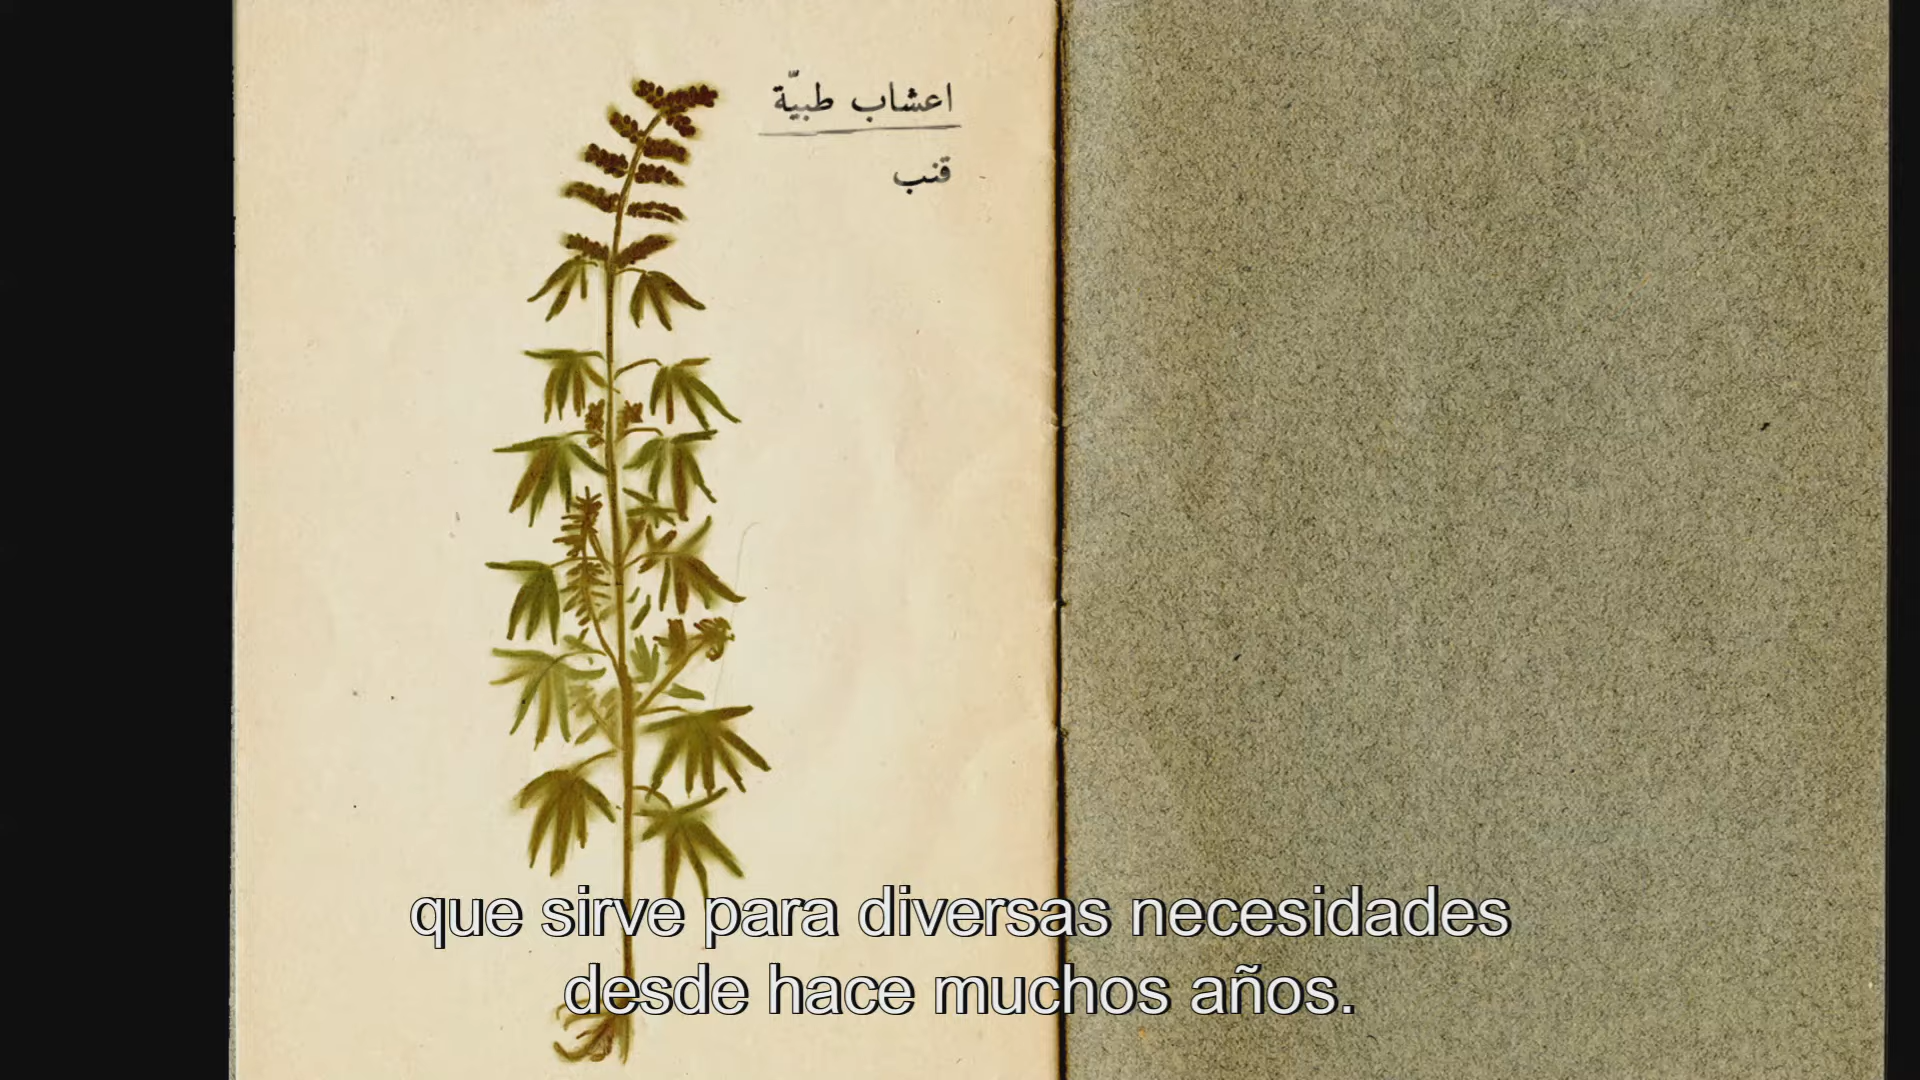 اعشاب طبيّة
قنب
que sirve para diversas necesidades
desde hace muchos años.